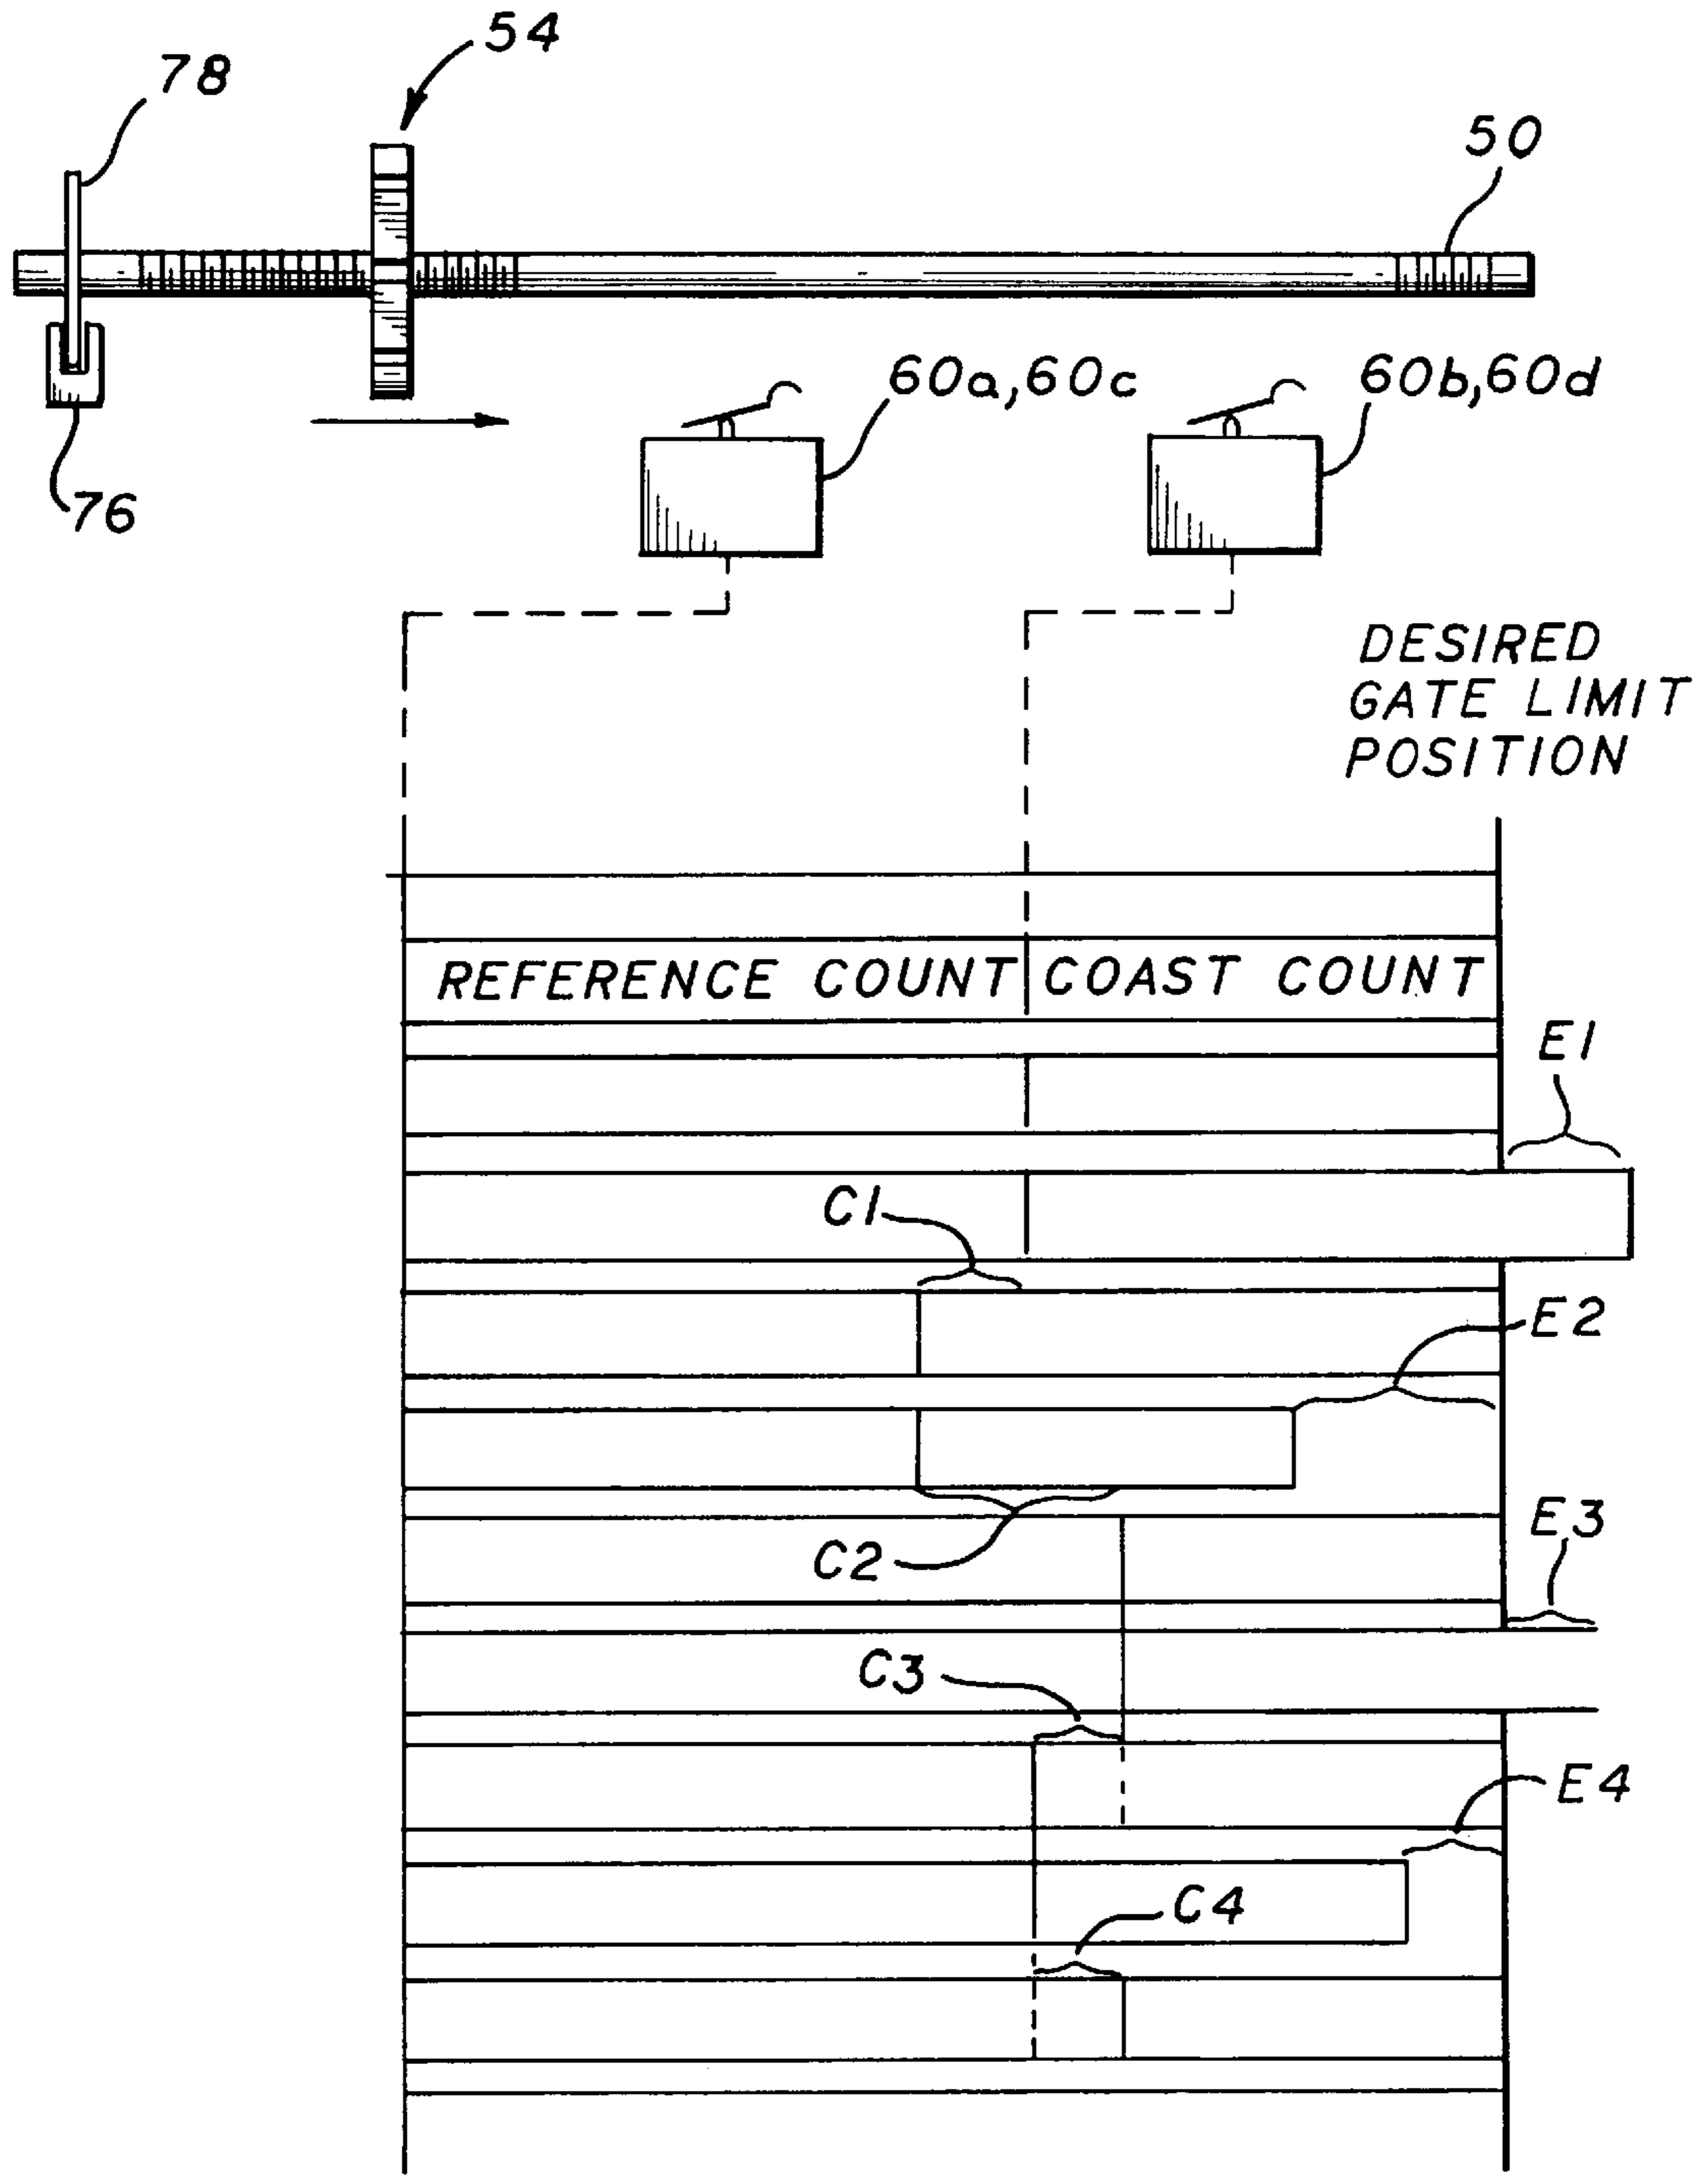 54
78
50
60a,60c
60b,60d
76
DESIRED
GATE LIMIT
POSITION
REFERENCE COUNT
COAST COUNT
E1
C1
E2
E3
C2
C3
E4
C4